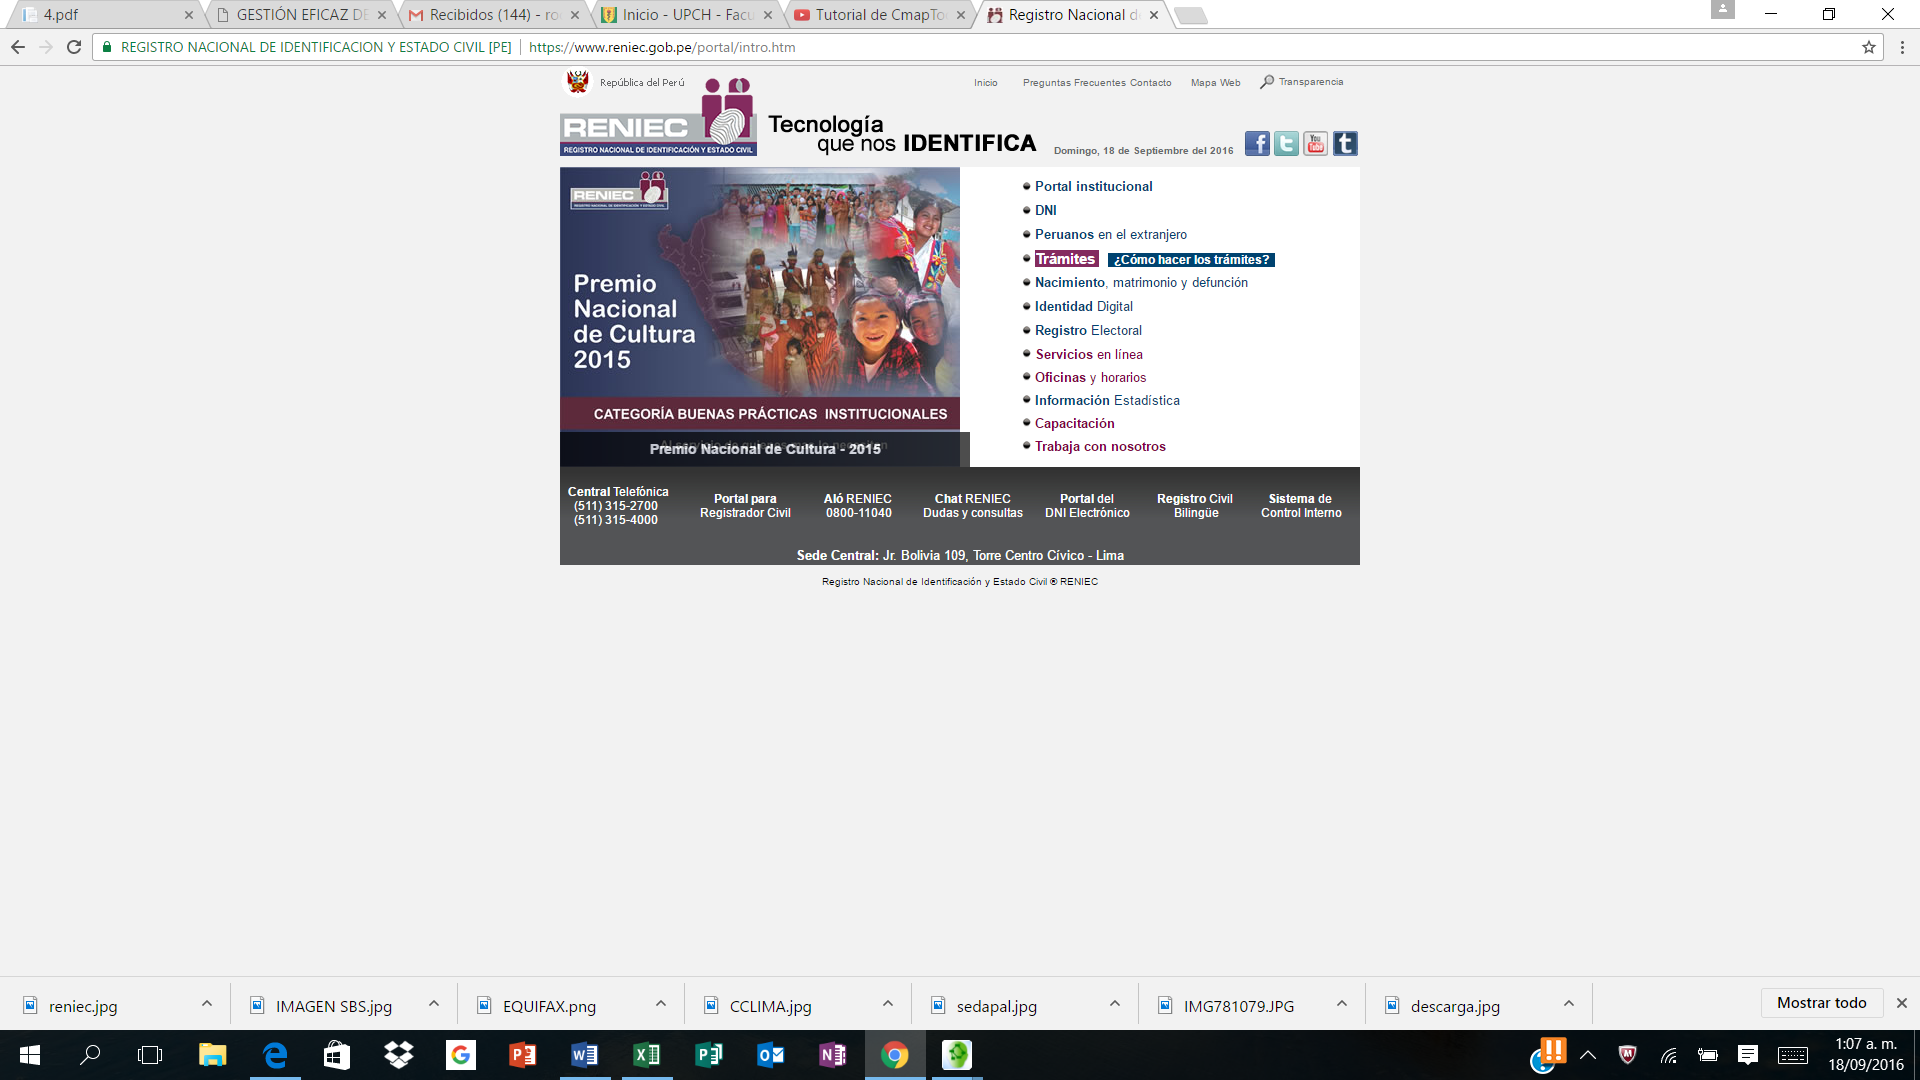 4.pdf
GESTIÓN EFICAZ DE
Recibidos (144) - ro
Inicio - UPCH - Facu
Tutorial de CmapToo
Registro Nacional d
REGISTRO NACIONAL DE IDENTIFICACION Y ESTADO CIVIL [PE]
https://www.reniec.gob.pe/portal/intro.htm
República del Perú
Inicio
Preguntas Frecuentes
Contacto
Mapa Web
Transparencia
RENIEC
REGISTRO NACIONAL DE IDENTIFICACIÓN Y ESTADO CIVIL
Tecnología
que nos IDENTIFICA
Domingo, 18 de Septiembre del 2016
You
Tube
RENIEC
REGISTRO NACIONAL DE IDENTIFICACIÓN Y ESTADO CIVIL
Premio
Nacional
de Cultura
2015
CATEGORÍA BUENAS PRÁCTICAS INSTITUCIONALES
Premio Nacional de Cultura - 2015
Portal institucional
DNI
Peruanos en el extranjero
Trámites ¿Cómo hacer los trámites?
Nacimiento, matrimonio y defunción
Identidad Digital
Registro Electoral
Servicios en línea
Oficinas y horarios
Información Estadística
Capacitación
Trabaja con nosotros
Central Telefónica
(511) 315-2700
(511) 315-4000
Portal para
Registrador Civil
Aló RENIEC
0800-11040
Chat RENIEC
Dudas y consultas
Portal del
DNI Electrónico
Registro Civil
Bilingüe
Sistema de
Control Interno
Sede Central: Jr. Bolivia 109, Torre Centro Cívico - Lima
Registro Nacional de Identificación y Estado Civil ® RENIEC
reniec.jpg
IMAGEN SBS.jpg
EQUIFAX.png
CCLIMA.jpg
sedapal.jpg
IMG781079.JPG
descarga.jpg
Mostrar todo
1:07 a. m.
18/09/2016